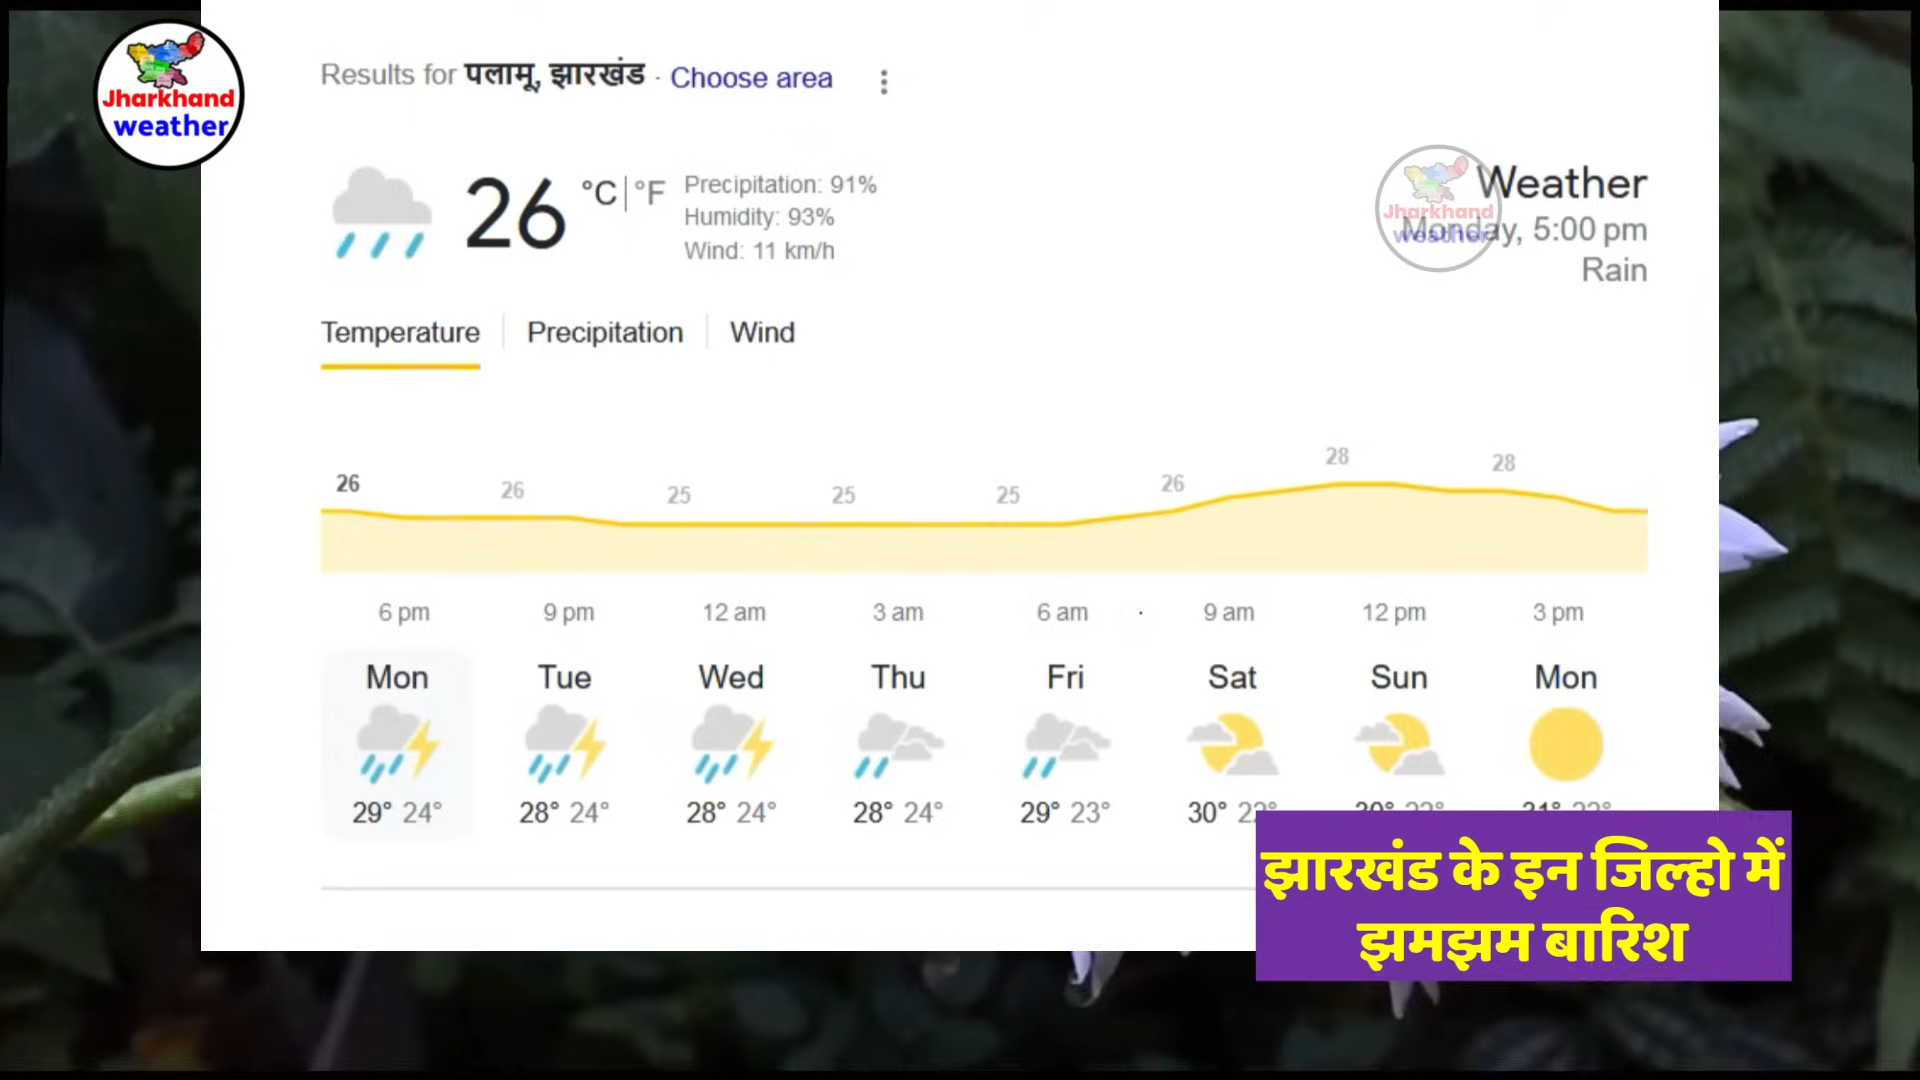 Jharkhand
weather
Results for पलामू, झारखंड · Choose area
26 °C | °F
Precipitation: 91%
Humidity: 93%
Wind: 11 km/h
Weather
Monday, 5:00 pm
Rain
Jharkhand
weather
Temperature
Precipitation
Wind
26 26 25 25 25 26 28 28
6 pm 9 pm 12 am 3 am 6 am 9 am 12 pm 3 pm
Mon Tue Wed Thu Fri Sat Sun Mon
29° 24° 28° 24° 28° 24° 28° 24° 29° 23° 30°
झारखंड के इन जिल्हो में
झमझम बारिश